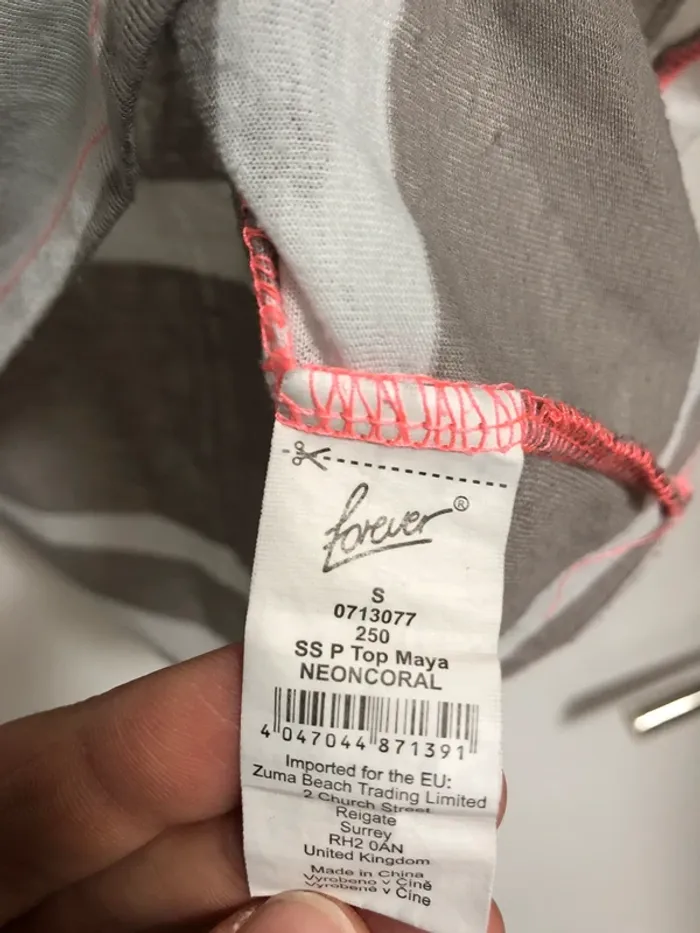 forever®
S
0713077
250
SS P Top Maya
NEONCORAL
4 047044 871391
Imported for the EU:
Zuma Beach Trading Limited
2 Church Street
Reigate
Surrey
RH2 0AN
United Kingdom
Made in China
Vyrobeno v Číně
Vyrobené v Číne